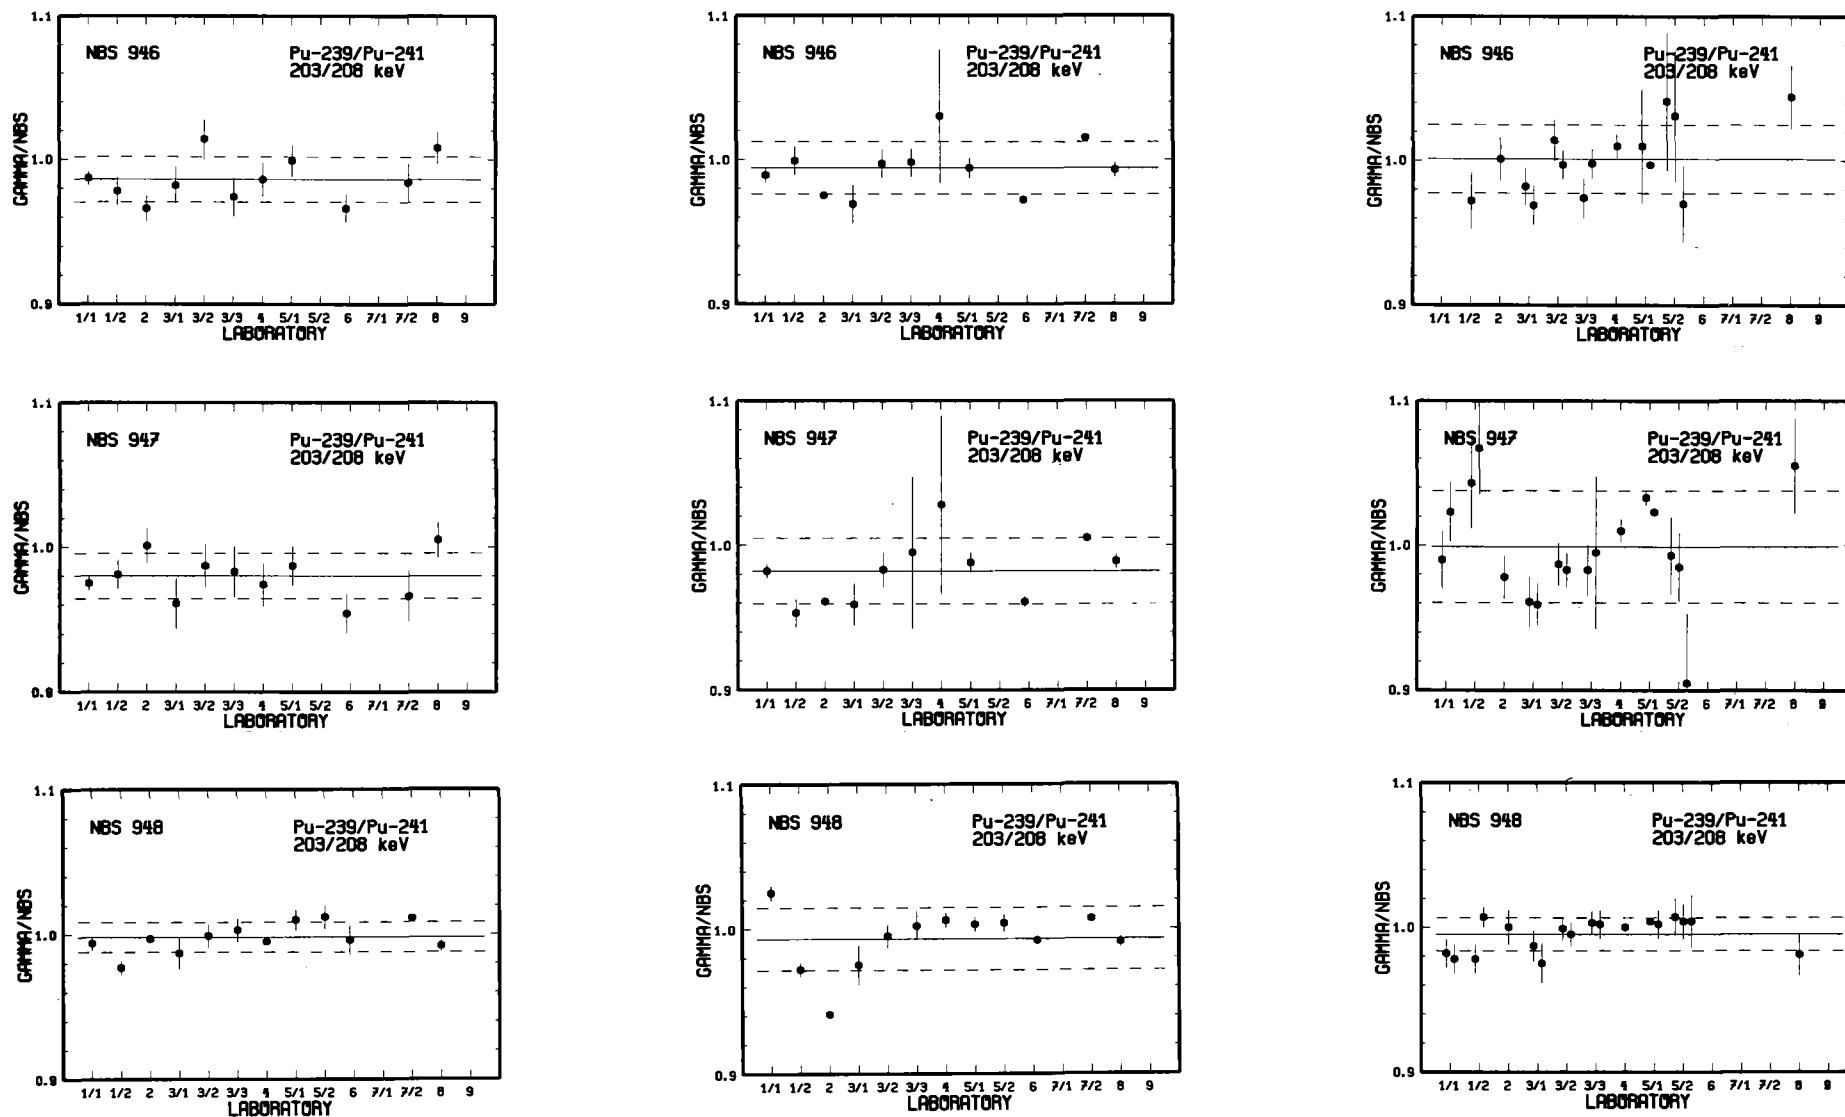 1.1
NBS 946
Pu-239/Pu-241
203/208 keV
GAMMA/NBS
1.0
0.9
1/1 1/2 2 3/1 3/2 3/3 4 5/1 5/2 6 7/1 7/2 8 9
LABORATORY
NBS 946
Pu-239/Pu-241
203/208 keV
1.1
GAMMA/NBS
1.0
0.9
1/1 1/2 2 3/1 3/2 3/3 4 5/1 5/2 6 7/1 7/2 8 9
LABORATORY
1.1
NBS 946
Pu-239/Pu-241
203/208 keV
GAMMA/NBS
1.0
0.9
1/1 1/2 2 3/1 3/2 3/3 4 5/1 5/2 6 7/1 7/2 8 9
LABORATORY
1.1
NBS 947
Pu-239/Pu-241
203/208 keV
GAMMA/NBS
1.0
0.9
1/1 1/2 2 3/1 3/2 3/3 4 5/1 5/2 6 7/1 7/2 8 9
LABORATORY
1.1
NBS 947
Pu-239/Pu-241
203/208 keV
GAMMA/NBS
1.0
0.9
1/1 1/2 2 3/1 3/2 3/3 4 5/1 5/2 6 7/1 7/2 8 9
LABORATORY
1.1
NBS 947
Pu-239/Pu-241
203/208 keV
GAMMA/NBS
1.0
0.9
1/1 1/2 2 3/1 3/2 3/3 4 5/1 5/2 6 7/1 7/2 8 9
LABORATORY
1.1
NBS 948
Pu-239/Pu-241
203/208 keV
GAMMA/NBS
1.0
0.9
1/1 1/2 2 3/1 3/2 3/3 4 5/1 5/2 6 7/1 7/2 8 9
LABORATORY
1.1
NBS 948
Pu-239/Pu-241
203/208 keV
GAMMA/NBS
1.0
0.9
1/1 1/2 2 3/1 3/2 3/3 4 5/1 5/2 6 7/1 7/2 8 9
LABORATORY
1.1
NBS 948
Pu-239/Pu-241
203/208 keV
GAMMA/NBS
1.0
0.9
1/1 1/2 2 3/1 3/2 3/3 4 5/1 5/2 6 7/1 7/2 8 9
LABORATORY